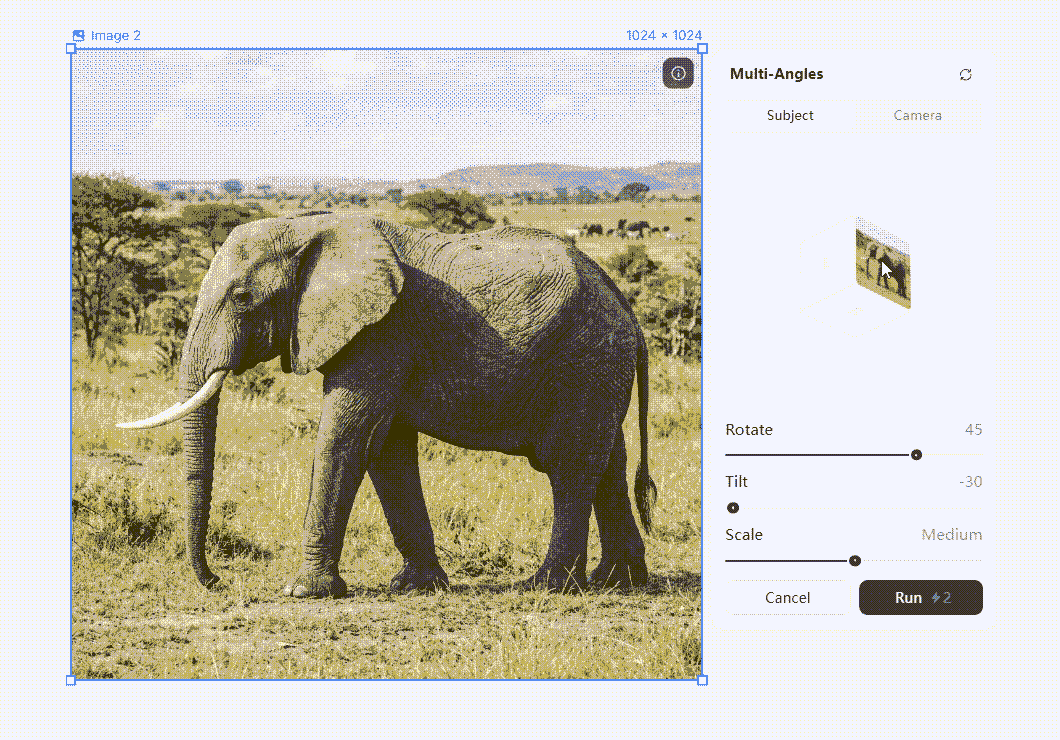 Image 2
1024 × 1024
Multi-Angles
Subject
Camera
Rotate
45
Tilt
-30
Scale
Medium
Cancel
Run 2